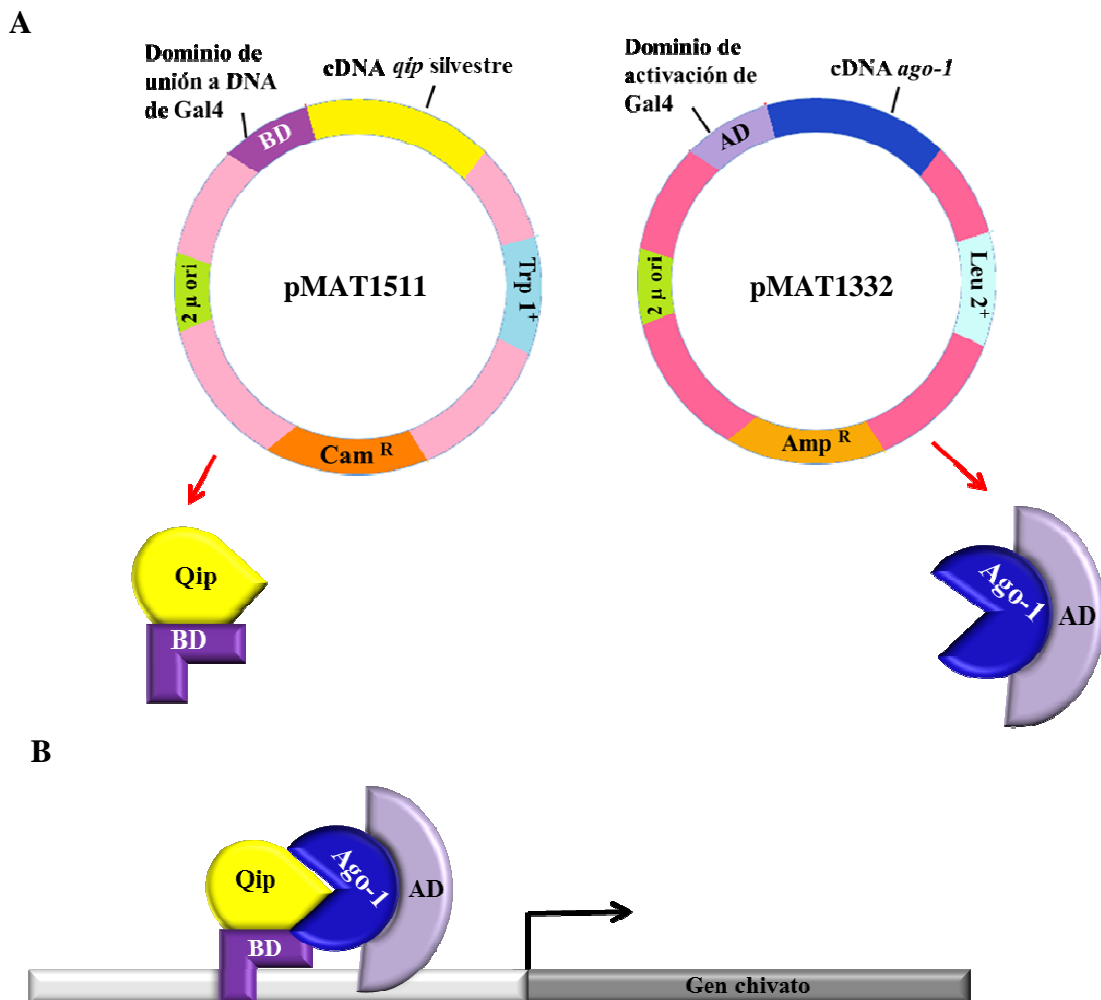 A
Dominio de
unión a DNA
de Gal4
cDNA qip silvestre
BD
2 µ ori
pMAT1511
Trp 1+
Cam R
Dominio de
activación de
Gal4
cDNA ago-1
AD
2 µ ori
pMAT1332
Leu 2+
Amp R
Qip
BD
Ago-1
AD
B
Qip
Ago-1
AD
BD
Gen chivato